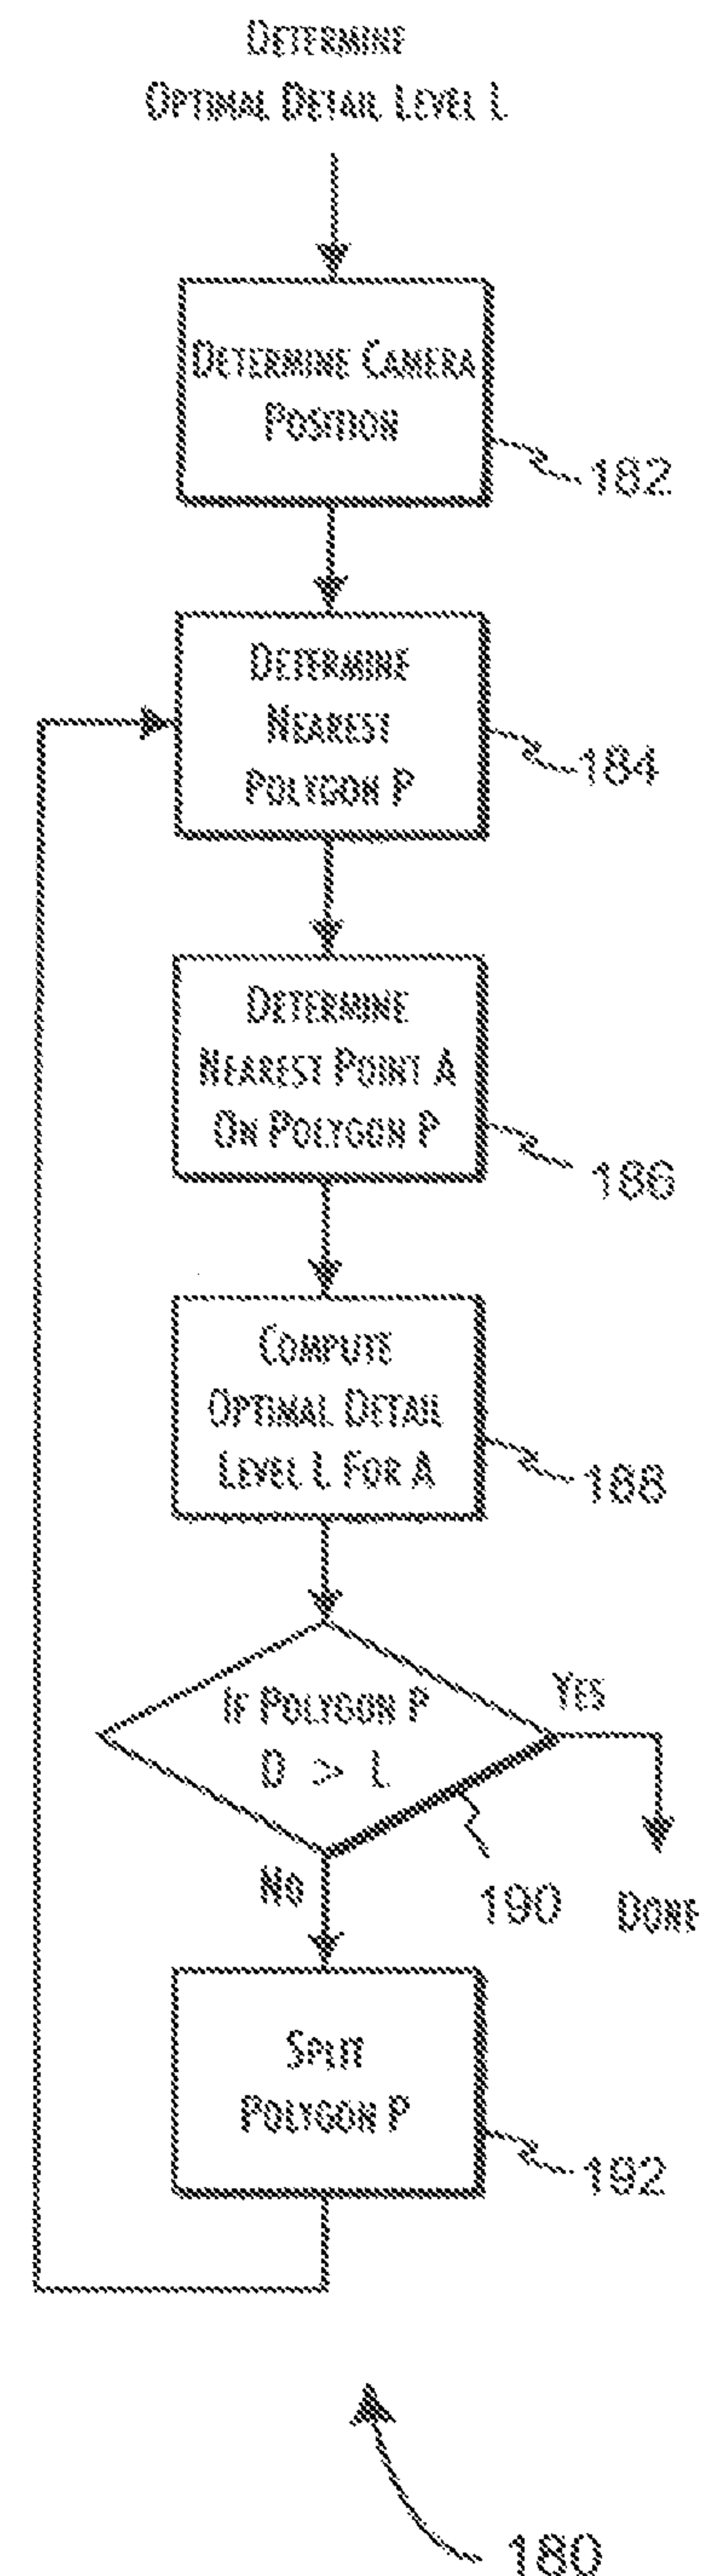 DETERMINE
OPTIMAL DETAIL LEVEL L
DETERMINE CAMERA
POSITION
182
DETERMINE
NEAREST
POLYGON P
184
DETERMINE
NEAREST POINT A
ON POLYGON P
186
COMPUTE
OPTIMAL DETAIL
LEVEL L FOR A
188
IF POLYGON P
D > L
YES
NO
190
DONE
SPLIT
POLYGON P
192
180